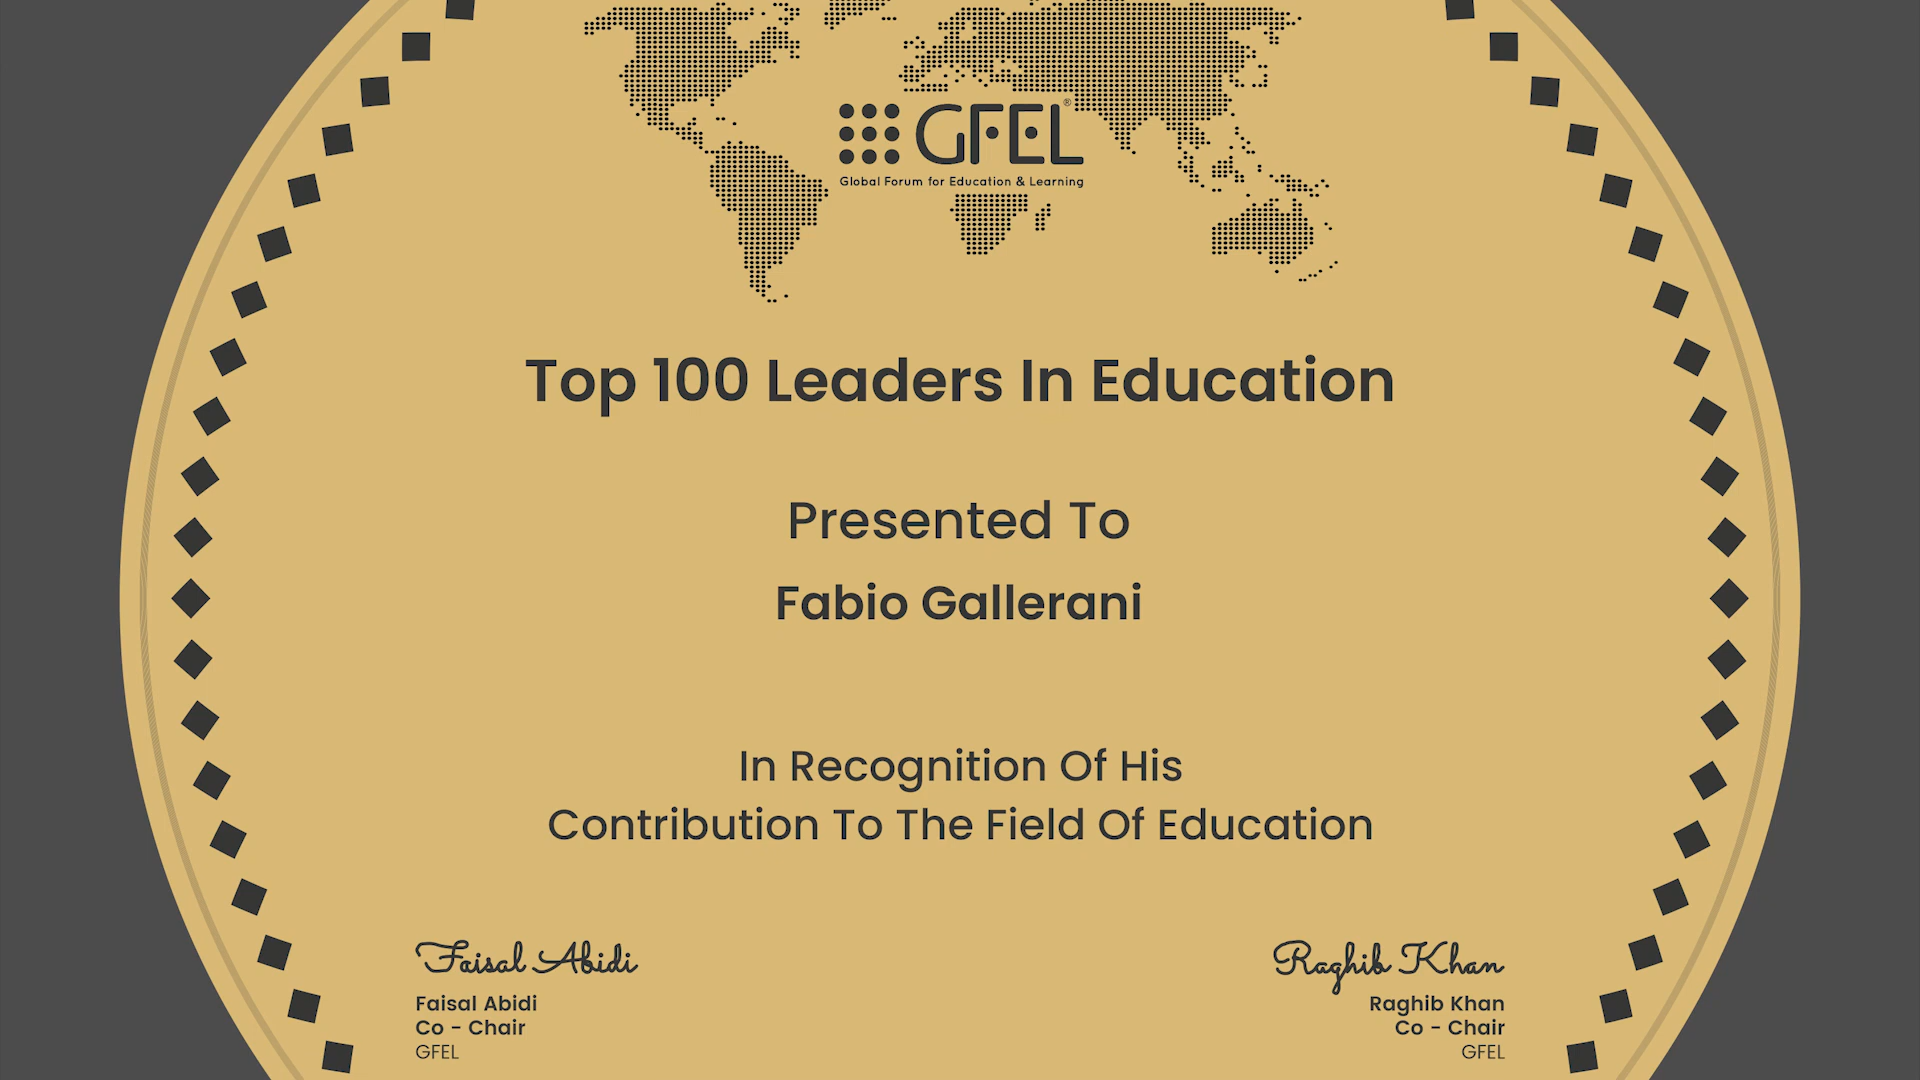 GFEL®
Global Forum for Education & Learning
Top 100 Leaders In Education
Presented To
Fabio Gallerani
In Recognition Of His
Contribution To The Field Of Education
Faisal Abidi
Raghib Khan
Faisal Abidi
Co - Chair
GFEL
Raghib Khan
Co - Chair
GFEL